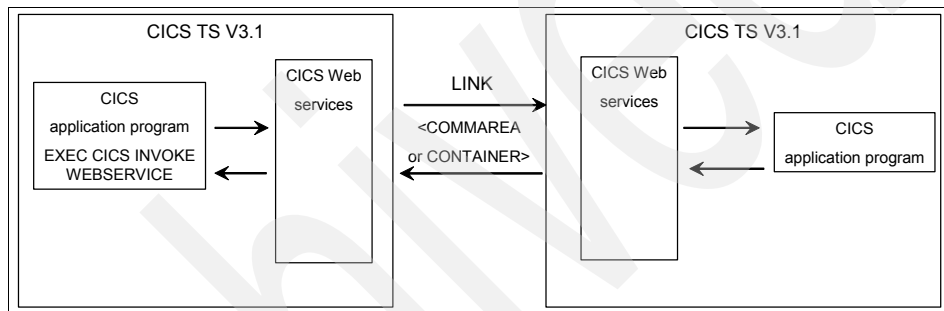 CICS TS V3.1
CICS
application program
EXEC CICS INVOKE
WEBSERVICE
CICS Web
services
LINK
<COMMAREA
or CONTAINER>
CICS TS V3.1
CICS Web
services
CICS
application program